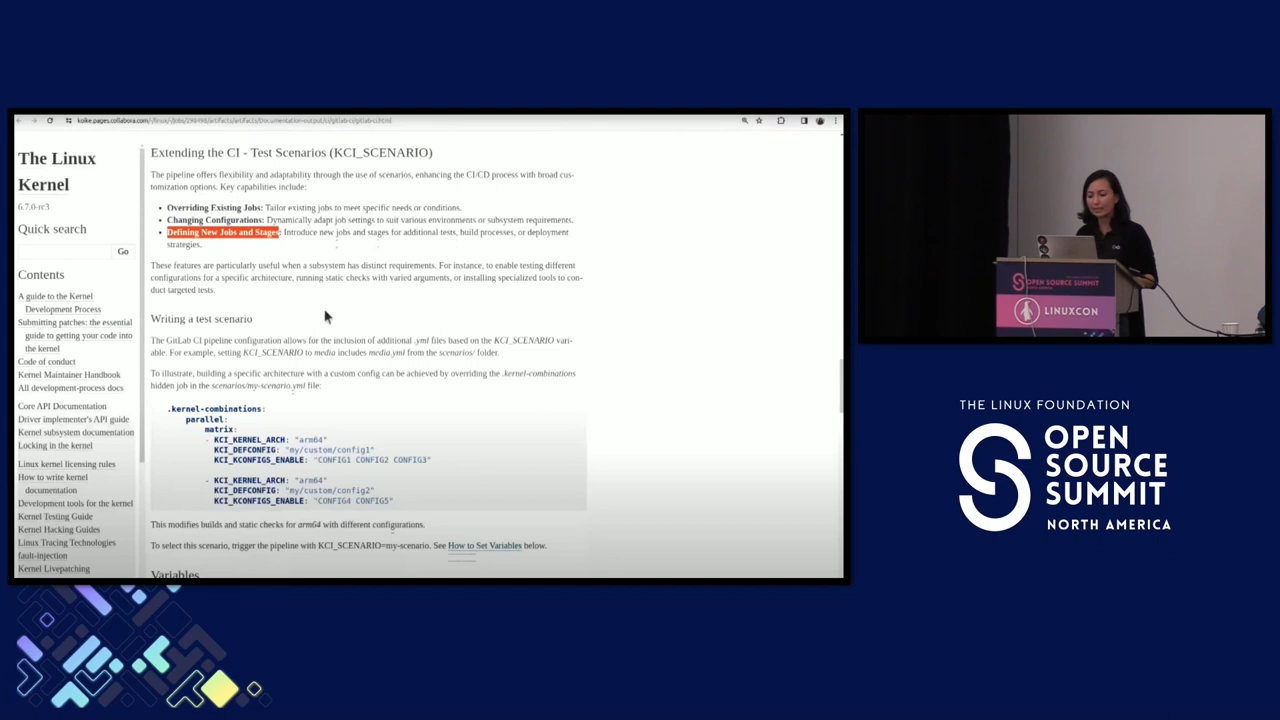 The Linux
Kernel
6.7.0-rc3
Quick search
Go
Contents
A guide to the Kernel
Development Process
Submitting patches: the essential
guide to getting your code into
the kernel
Code of conduct
Kernel Maintainer Handbook
All development-process docs
Core API Documentation
Driver implementer's API guide
Kernel subsystem documentation
Locking in the kernel
Linux kernel licensing rules
How to write kernel
documentation
Development tools for the kernel
Kernel Testing Guide
Kernel Hacking Guides
Linux Tracing Technologies
fault-injection
Kernel Livepatching
Extending the CI - Test Scenarios (KCI_SCENARIO)
The pipeline offers flexibility and adaptability through the use of scenarios, enhancing the CI/CD process with broad cus-
tomization options. Key capabilities include:
• Overriding Existing Jobs: Tailor existing jobs to meet specific needs or conditions.
• Changing Configurations: Dynamically adapt job settings to suit various environments or subsystem requirements.
• Defining New Jobs and Stages: Introduce new jobs and stages for additional tests, build processes, or deployment
strategies.
These features are particularly useful when a subsystem has distinct requirements. For instance, to enable testing different
configurations for a specific architecture, running static checks with varied arguments, or installing specialized tools to con-
duct targeted tests.
Writing a test scenario
The GitLab CI pipeline configuration allows for the inclusion of additional .yml files based on the KCI_SCENARIO vari-
able. For example, setting KCI_SCENARIO to media includes media.yml from the scenarios/ folder.
To illustrate, building a specific architecture with a custom config can be achieved by overriding the .kernel-combinations
hidden job in the scenarios/my-scenario.yml file:
.kernel-combinations:
parallel:
matrix:
- KCI_KERNEL_ARCH: "arm64"
KCI_DEFCONFIG: "my/custom/config1"
KCI_KCONFIGS_ENABLE: "CONFIG1 CONFIG2 CONFIG3"
- KCI_KERNEL_ARCH: "arm64"
KCI_DEFCONFIG: "my/custom/config2"
KCI_KCONFIGS_ENABLE: "CONFIG4 CONFIG5"
This modifies builds and static checks for arm64 with different configurations.
To select this scenario, trigger the pipeline with KCI_SCENARIO=my-scenario. See How to Set Variables below.
Variables
OPEN SOURCE SUMMIT
LINUXCON
THE LINUX FOUNDATION
OPEN
SOURCE
SUMMIT
NORTH AMERICA